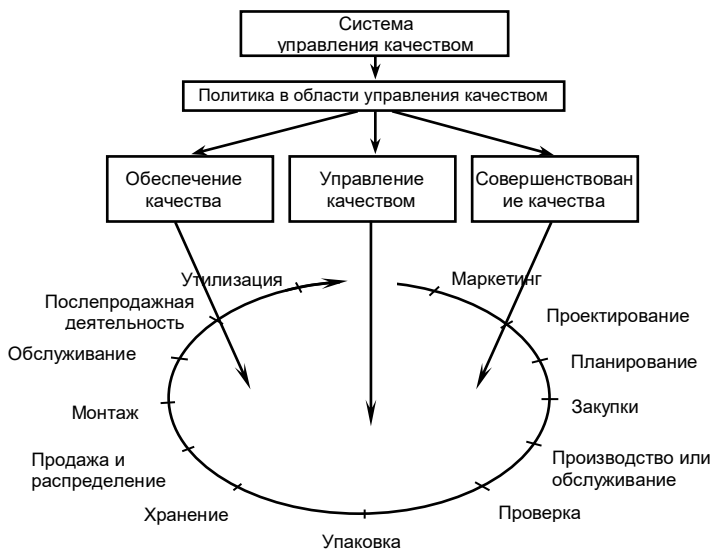 Система
управления качеством
Политика в области управления качеством
Обеспечение
качества
Управление
качеством
Совершенствован
ие качества
Утилизация
Маркетинг
Послепродажная
деятельность
Проектирование
Обслуживание
Планирование
Монтаж
Закупки
Продажа и
распределение
Производство или
обслуживание
Хранение
Проверка
Упаковка